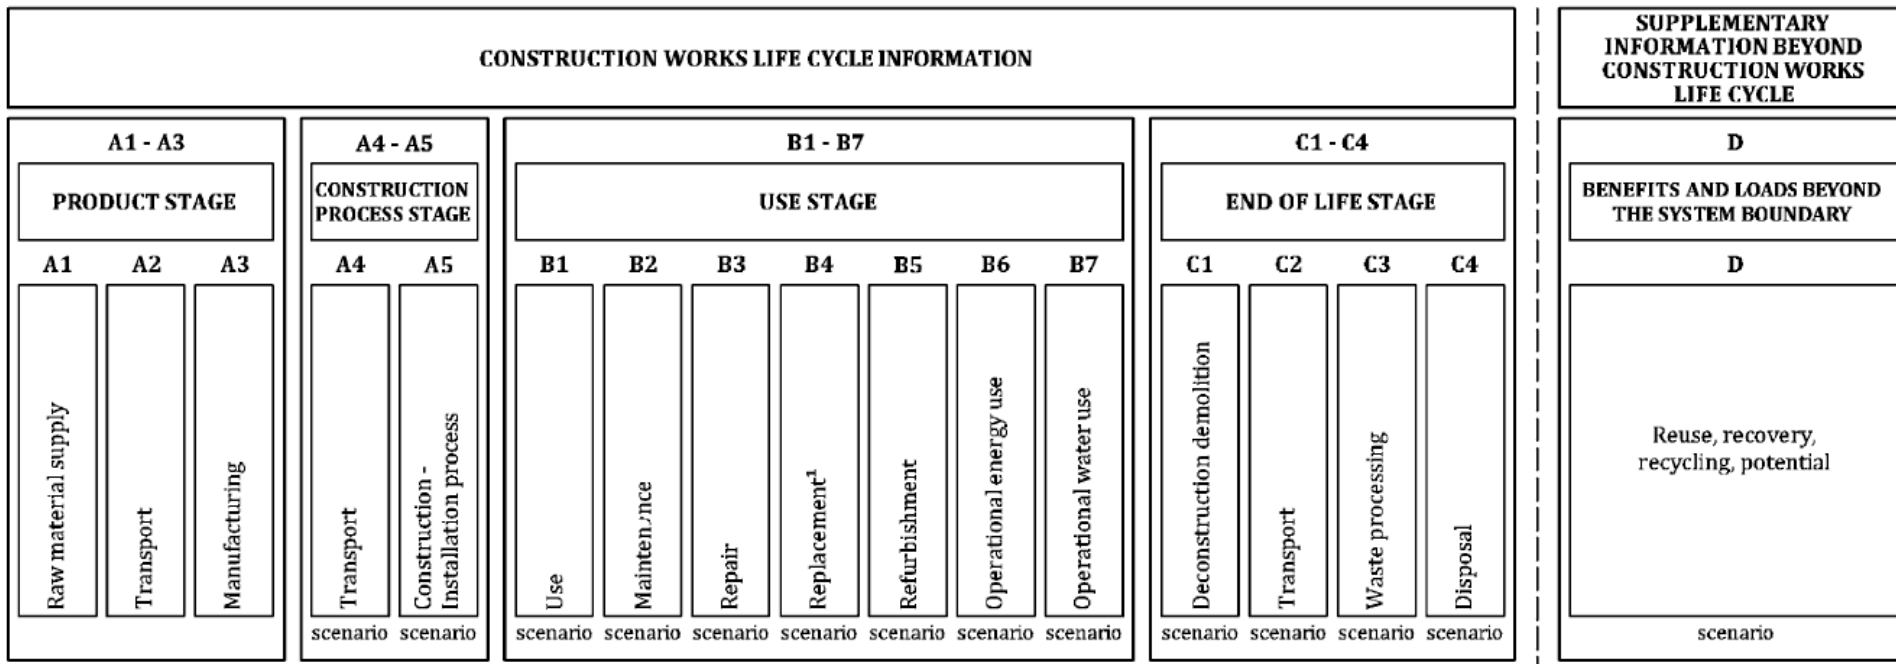 CONSTRUCTION WORKS LIFE CYCLE INFORMATION
SUPPLEMENTARY
INFORMATION BEYOND
CONSTRUCTION WORKS
LIFE CYCLE
A1 - A3
PRODUCT STAGE
A1 A2 A3
Raw material supply
Transport
Manufacturing
A4 - A5
CONSTRUCTION
PROCESS STAGE
A4 A5
Transport
Construction -
Installation process
scenario scenario
B1 - B7
USE STAGE
B1 B2 B3 B4 B5 B6 B7
Use
Maintenance
Repair
Replacement¹
Refurbishment
Operational energy use
Operational water use
scenario scenario scenario scenario scenario scenario scenario
C1 - C4
END OF LIFE STAGE
C1 C2 C3 C4
Deconstruction demolition
Transport
Waste processing
Disposal
scenario scenario scenario scenario
D
BENEFITS AND LOADS BEYOND
THE SYSTEM BOUNDARY
D
Reuse, recovery,
recycling, potential
scenario